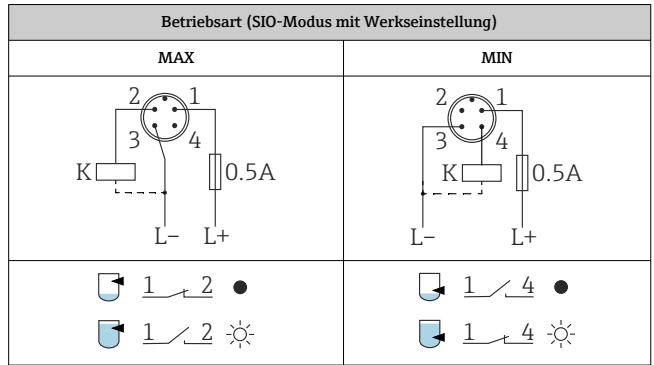 Betriebsart (SIO-Modus mit Werkseinstellung)
MAX
MIN
2 1
3 4
K 0.5A
L– L+
2 1
3 4
K 0.5A
L– L+
1 2
1 4
1 2
1 4